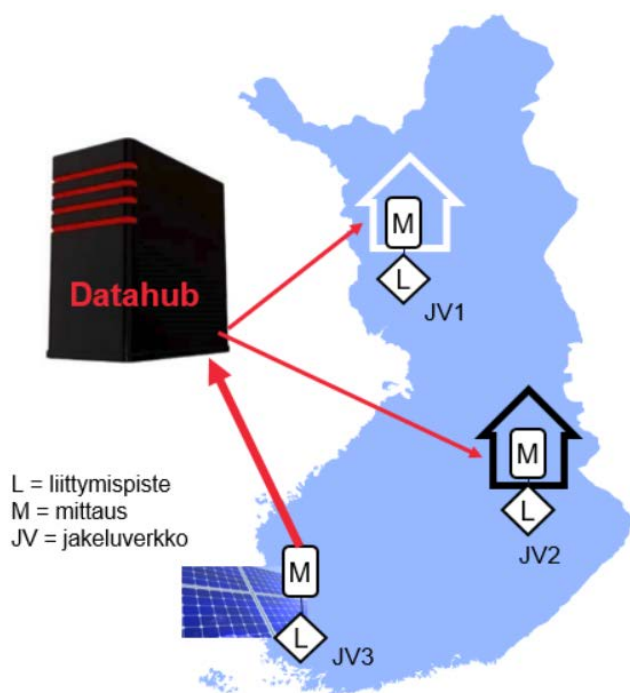 M
L
JV1
Datahub
M
L
JV2
L = liittymispiste
M = mittaus
JV = jakeluverkko
M
L
JV3